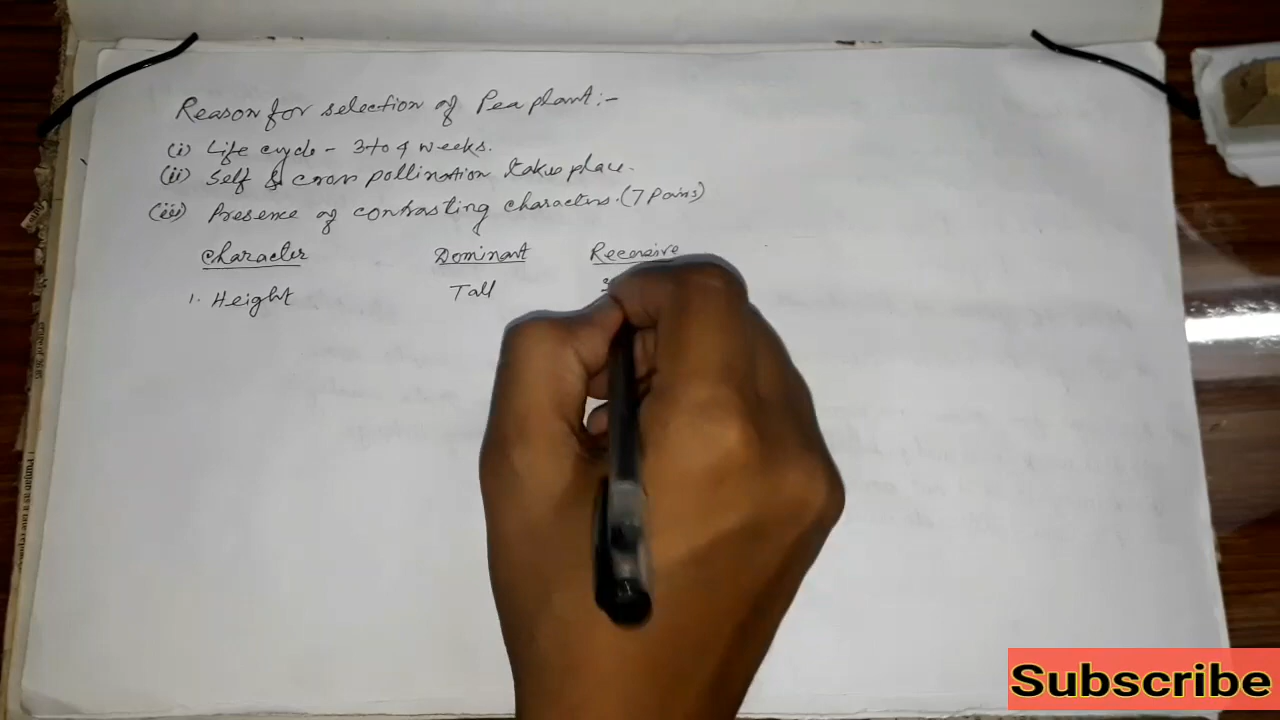 Reason for selection of Pea plant:-
(i) Life cycle - 3 to 4 weeks.
(ii) Self & cross pollination takes place.
(iii) Presence of contrasting characters. (7 pairs)
Character Dominant Recessive
1. Height Tall
Subscribe